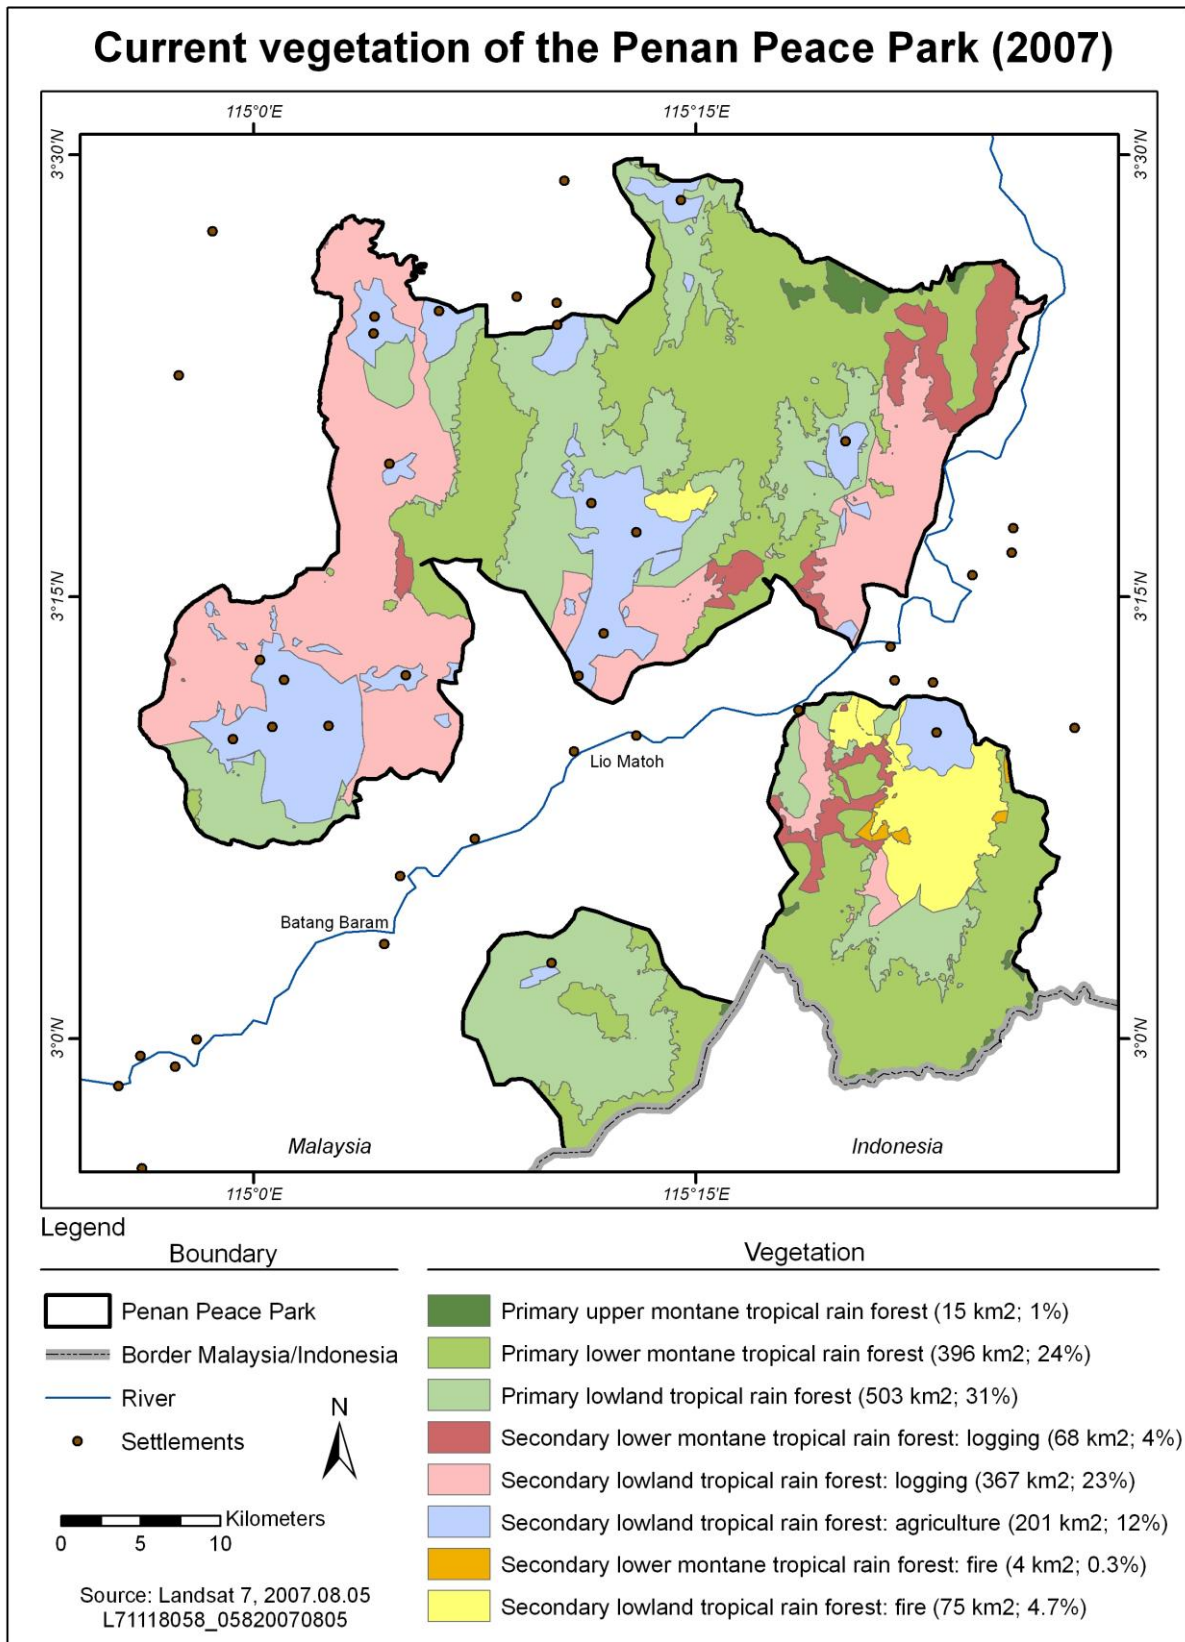 Current vegetation of the Penan Peace Park (2007)
115°0'E
115°15'E
3°30'N
3°30'N
3°15'N
3°15'N
Lio Matoh
Batang Baram
3°0'N
3°0'N
Malaysia
Indonesia
115°0'E
115°15'E
Legend
Boundary
Penan Peace Park
Border Malaysia/Indonesia
River
Settlements
N
Kilometers
0 5 10
Source: Landsat 7, 2007.08.05
L71118058_05820070805
Vegetation
Primary upper montane tropical rain forest (15 km2; 1%)
Primary lower montane tropical rain forest (396 km2; 24%)
Primary lowland tropical rain forest (503 km2; 31%)
Secondary lower montane tropical rain forest: logging (68 km2; 4%)
Secondary lowland tropical rain forest: logging (367 km2; 23%)
Secondary lowland tropical rain forest: agriculture (201 km2; 12%)
Secondary lower montane tropical rain forest: fire (4 km2; 0.3%)
Secondary lowland tropical rain forest: fire (75 km2; 4.7%)